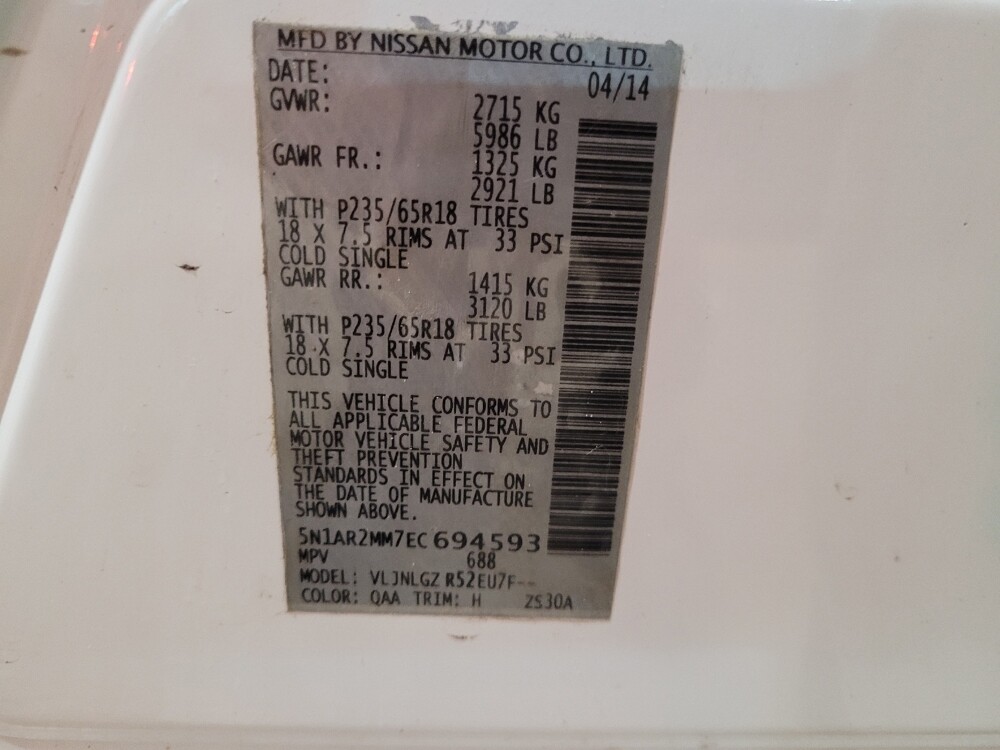 MFD BY NISSAN MOTOR CO., LTD.
DATE: 04/14
GVWR: 2715 KG
5986 LB
GAWR FR.: 1325 KG
2921 LB
WITH P235/65R18 TIRES
18 X 7.5 RIMS AT 33 PSI
COLD SINGLE
GAWR RR.: 1415 KG
3120 LB
WITH P235/65R18 TIRES
18 X 7.5 RIMS AT 33 PSI
COLD SINGLE
THIS VEHICLE CONFORMS TO
ALL APPLICABLE FEDERAL
MOTOR VEHICLE SAFETY AND
THEFT PREVENTION
STANDARDS IN EFFECT ON
THE DATE OF MANUFACTURE
SHOWN ABOVE.
5N1AR2MM7EC694593
MPV 688
MODEL: VLJNLGZ R52EU7F--
COLOR: QAA TRIM: H ZS30A